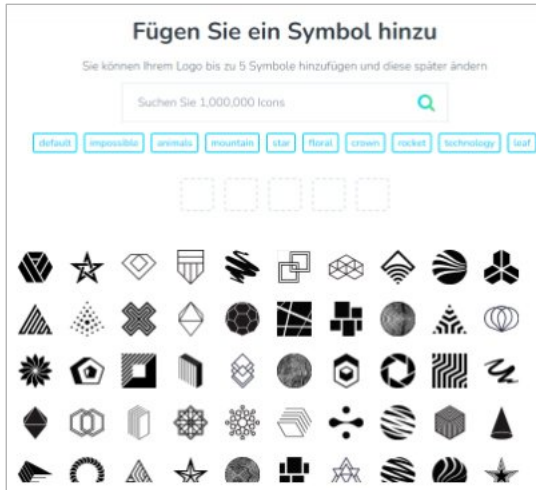 Fügen Sie ein Symbol hinzu
Sie können Ihrem Logo bis zu 5 Symbole hinzufügen und diese später ändern
Suchen Sie 1,000,000 Icons
default impossible animals mountain star floral crown rocket technology leaf